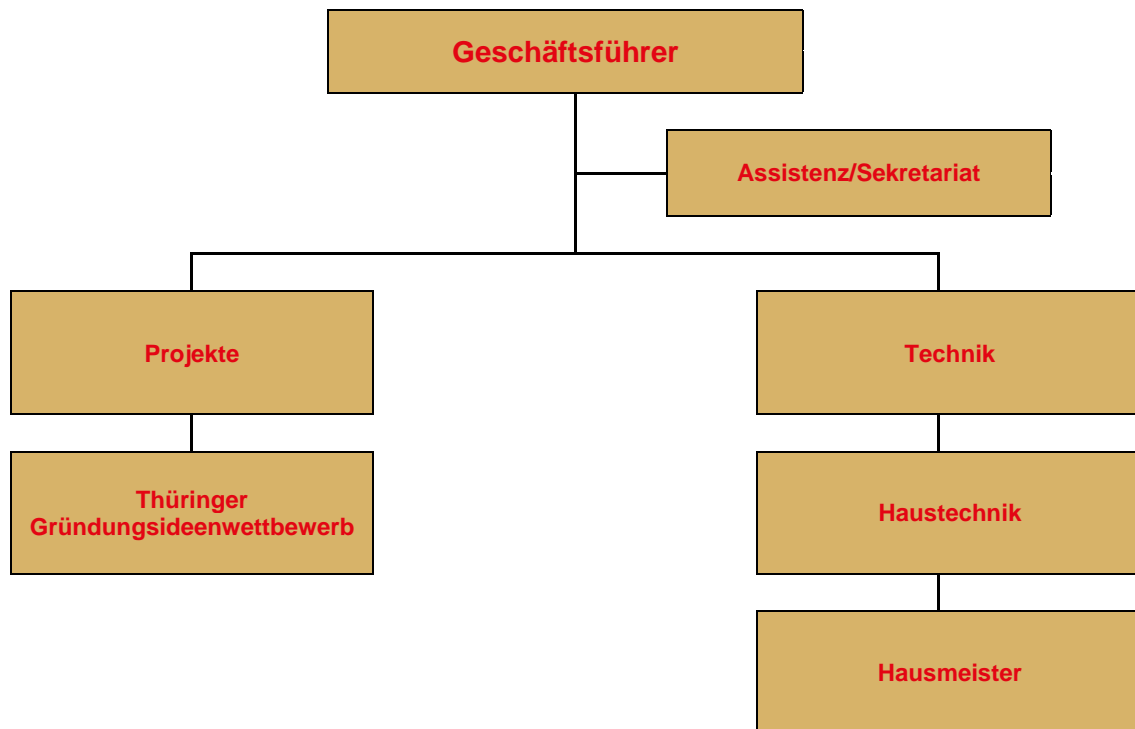 Geschäftsführer
Assistenz/Sekretariat
Projekte
Technik
Thüringer
Gründungsideenwettbewerb
Haustechnik
Hausmeister